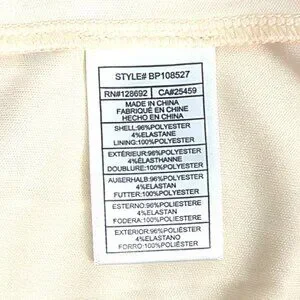 STYLE# BP108527
RN#128692 CA#25459
MADE IN CHINA
FABRIQUÉ EN CHINE
HECHO EN CHINA
SHELL:96%POLYESTER
4%ELASTANE
LINING:100%POLYESTER
EXTÉRIEUR:96%POLYESTER
4%ÉLASTHANNE
DOUBLURE:100%POLYESTER
AUßERHALB:96%POLYESTER
4%ELASTAN
FUTTER:100%POLYESTER
ESTERNO:96%POLIESTERE
4%ELASTAN
FODERA:100%POLIESTERE
EXTERIOR:96%POLIÉSTER
4%ELASTANO
FORRO:100%POLIÉSTER